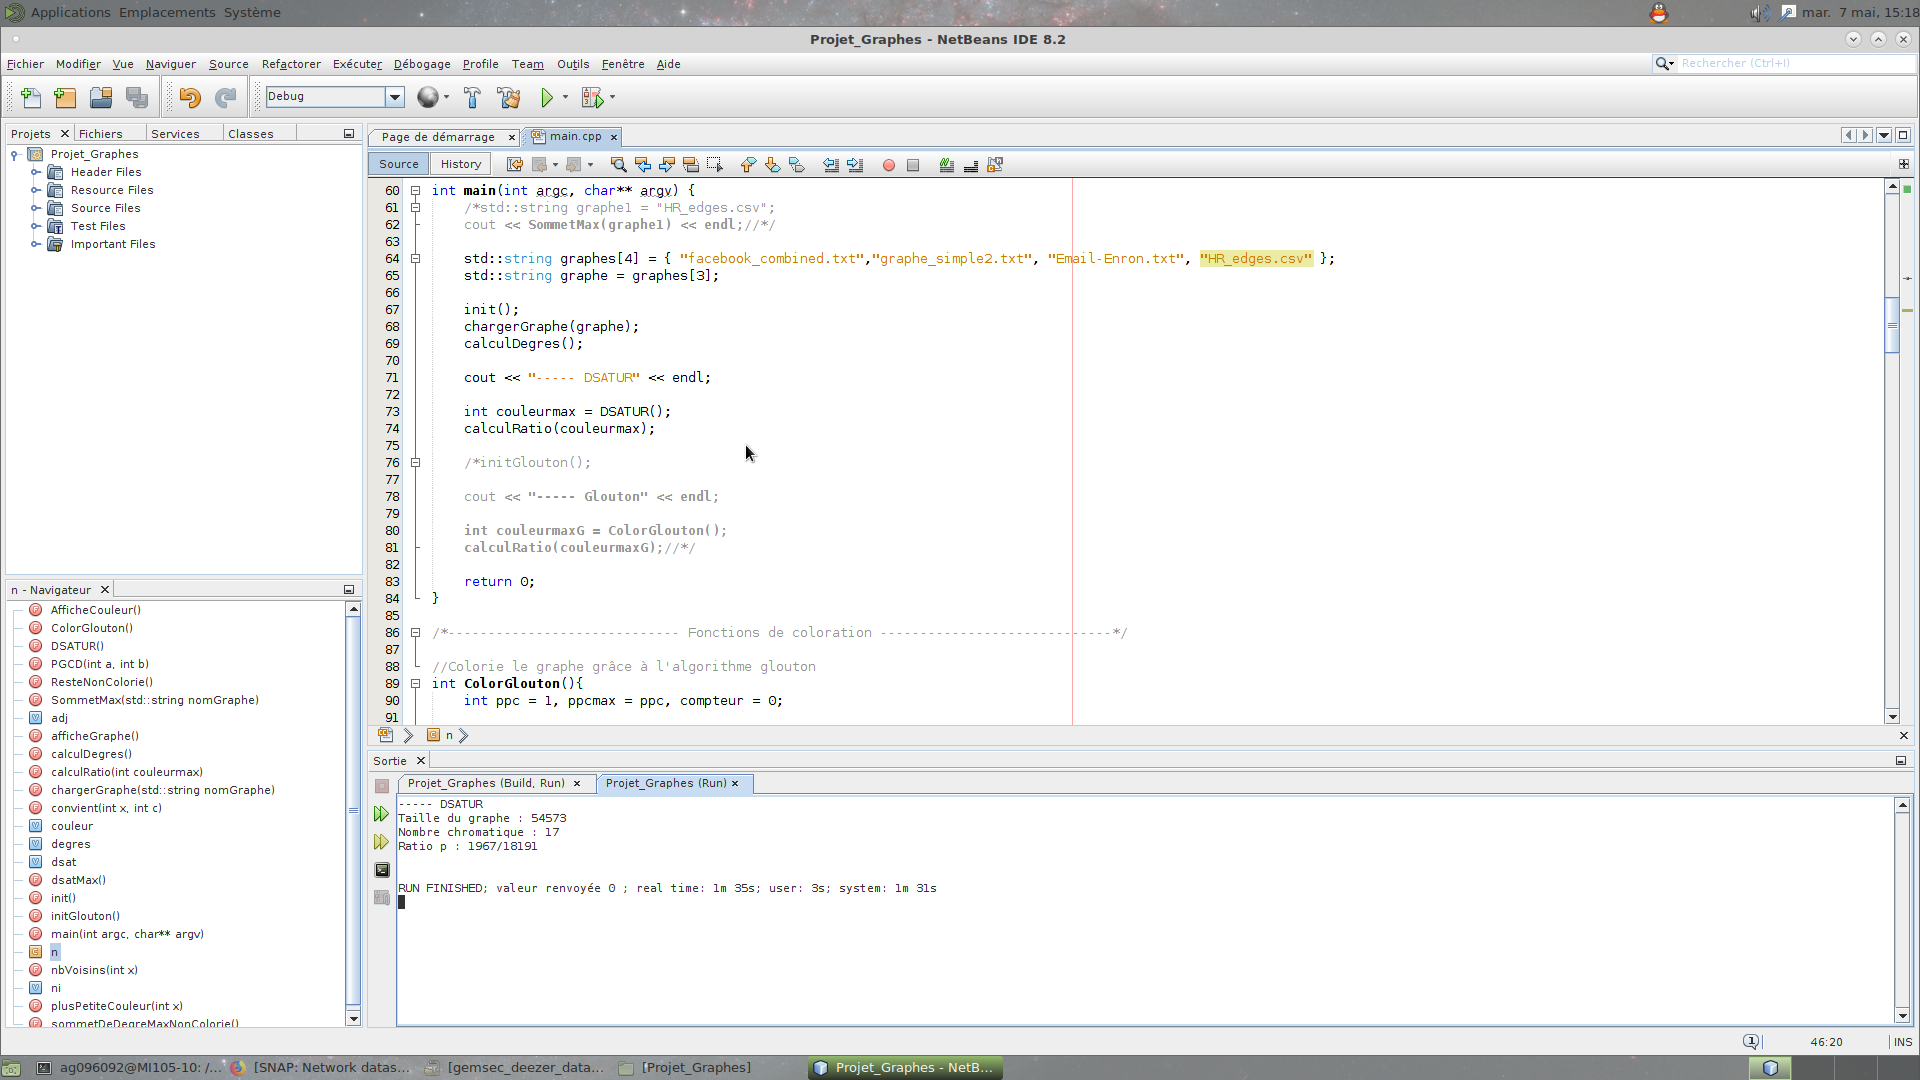 Applications Emplacements Système
mar. 7 mai, 15:18
Projet_Graphes - NetBeans IDE 8.2
Fichier Modifier Vue Naviguer Source Refactorer Exécuter Débogage Profile Team Outils Fenêtre Aide
Rechercher (Ctrl+I)
Debug
Projets Fichiers Services Classes
Projet_Graphes
Header Files
Resource Files
Source Files
Test Files
Important Files
n - Navigateur
AfficheCouleur()
ColorGlouton()
DSATUR()
PGCD(int a, int b)
ResteNonColorie()
SommetMax(std::string nomGraphe)
adj
afficheGraphe()
calculDegres()
calculRatio(int couleurmax)
chargerGraphe(std::string nomGraphe)
convient(int x, int c)
couleur
degres
dsat
dsatMax()
init()
initGlouton()
main(int argc, char** argv)
n
nbVoisins(int x)
ni
plusPetiteCouleur(int x)
sommetDeDegreMaxNonColorie()
Page de démarrage main.cpp
Source History
60 int main(int argc, char** argv) {
61 /*std::string graphe1 = "HR_edges.csv";
62 cout << SommetMax(graphe1) << endl;//*/
63
64 std::string graphes[4] = { "facebook_combined.txt","graphe_simple2.txt", "Email-Enron.txt", "HR_edges.csv" };
65 std::string graphe = graphes[3];
66
67 init();
68 chargerGraphe(graphe);
69 calculDegres();
70
71 cout << "----- DSATUR" << endl;
72
73 int couleurmax = DSATUR();
74 calculRatio(couleurmax);
75
76 /*initGlouton();
77
78 cout << "----- Glouton" << endl;
79
80 int couleurmaxG = ColorGlouton();
81 calculRatio(couleurmaxG);//*/
82
83 return 0;
84 }
85
86 /*----------------------------- Fonctions de coloration -----------------------------*/
87
88 //Colorie le graphe grâce à l'algorithme glouton
89 int ColorGlouton(){
90 int ppc = 1, ppcmax = ppc, compteur = 0;
91
n
Sortie
Projet_Graphes (Build, Run) Projet_Graphes (Run)
----- DSATUR
Taille du graphe : 54573
Nombre chromatique : 17
Ratio p : 1967/18191
RUN FINISHED; valeur renvoyée 0 ; real time: 1m 35s; user: 3s; system: 1m 31s
1
46:20
INS
ag096092@MI105-10: /...
[SNAP: Network datas...
[gemsec_deezer_data...
[Projet_Graphes]
Projet_Graphes - NetB...